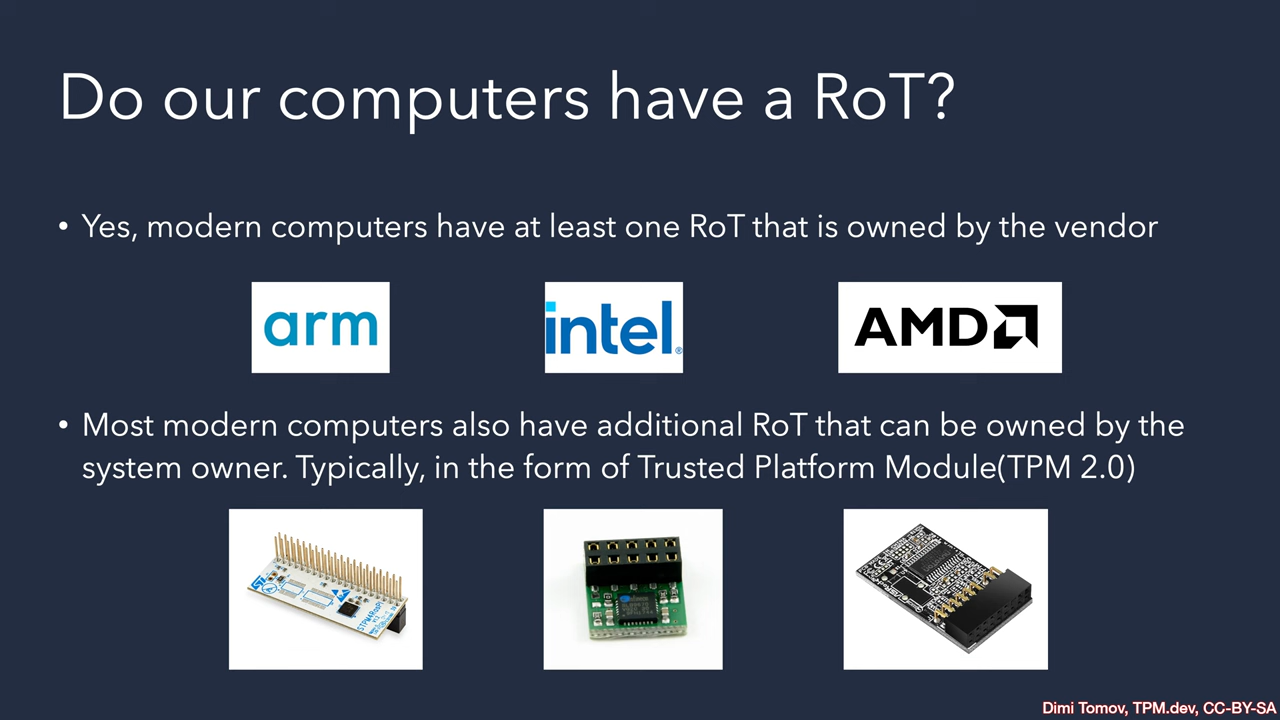 Do our computers have a RoT?
• Yes, modern computers have at least one RoT that is owned by the vendor
arm
intel®
AMD
• Most modern computers also have additional RoT that can be owned by the
system owner. Typically, in the form of Trusted Platform Module(TPM 2.0)
ST
STPM4RasPI
Dimi Tomov, TPM.dev, CC-BY-SA